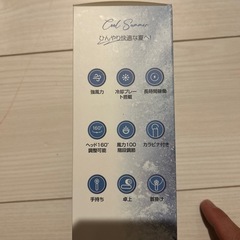 Cool Summer
ひんやり快適な夏へ!
強風力
冷却プレート搭載
長時間稼働
160°
ヘッド160°調整可能
風力100段階調節
カラビナ付き
手持ち
卓上
首掛け